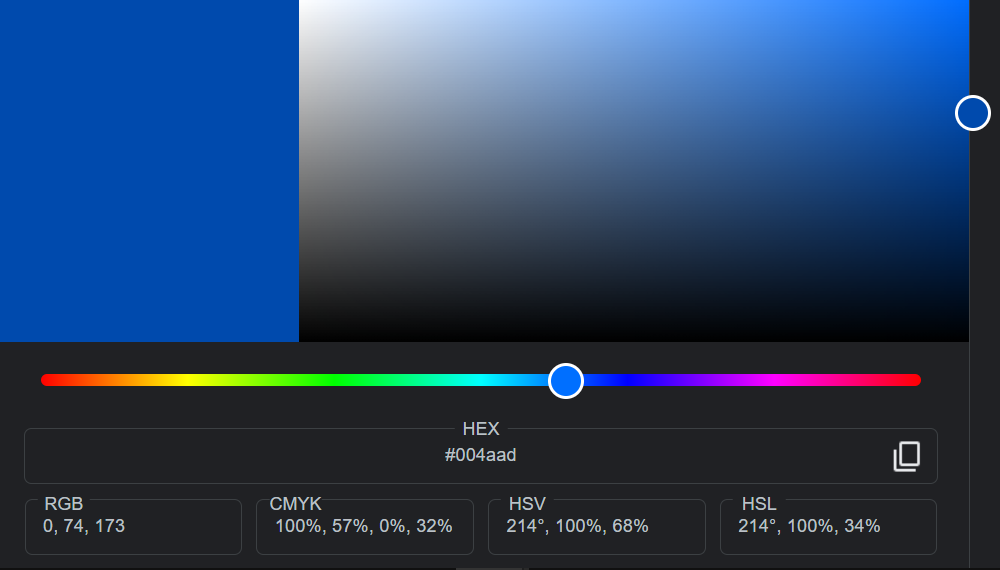 HEX
#004aad
RGB
0, 74, 173
CMYK
100%, 57%, 0%, 32%
HSV
214°, 100%, 68%
HSL
214°, 100%, 34%